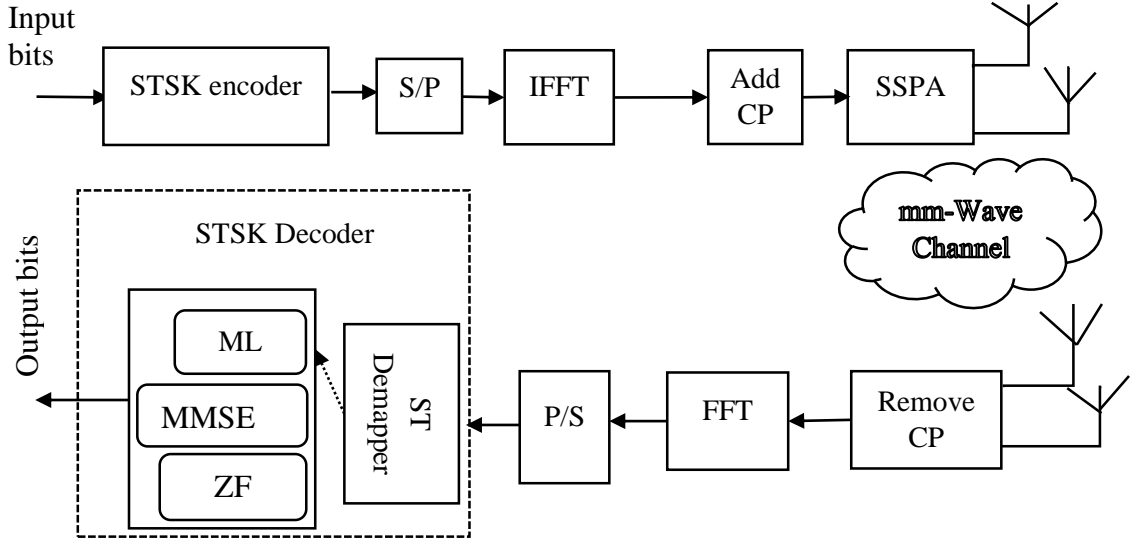 Input
bits
STSK encoder
S/P
IFFT
Add
CP
SSPA
mm-Wave
Channel
STSK Decoder
Output bits
ML
MMSE
ZF
ST
Demapper
P/S
FFT
Remove
CP